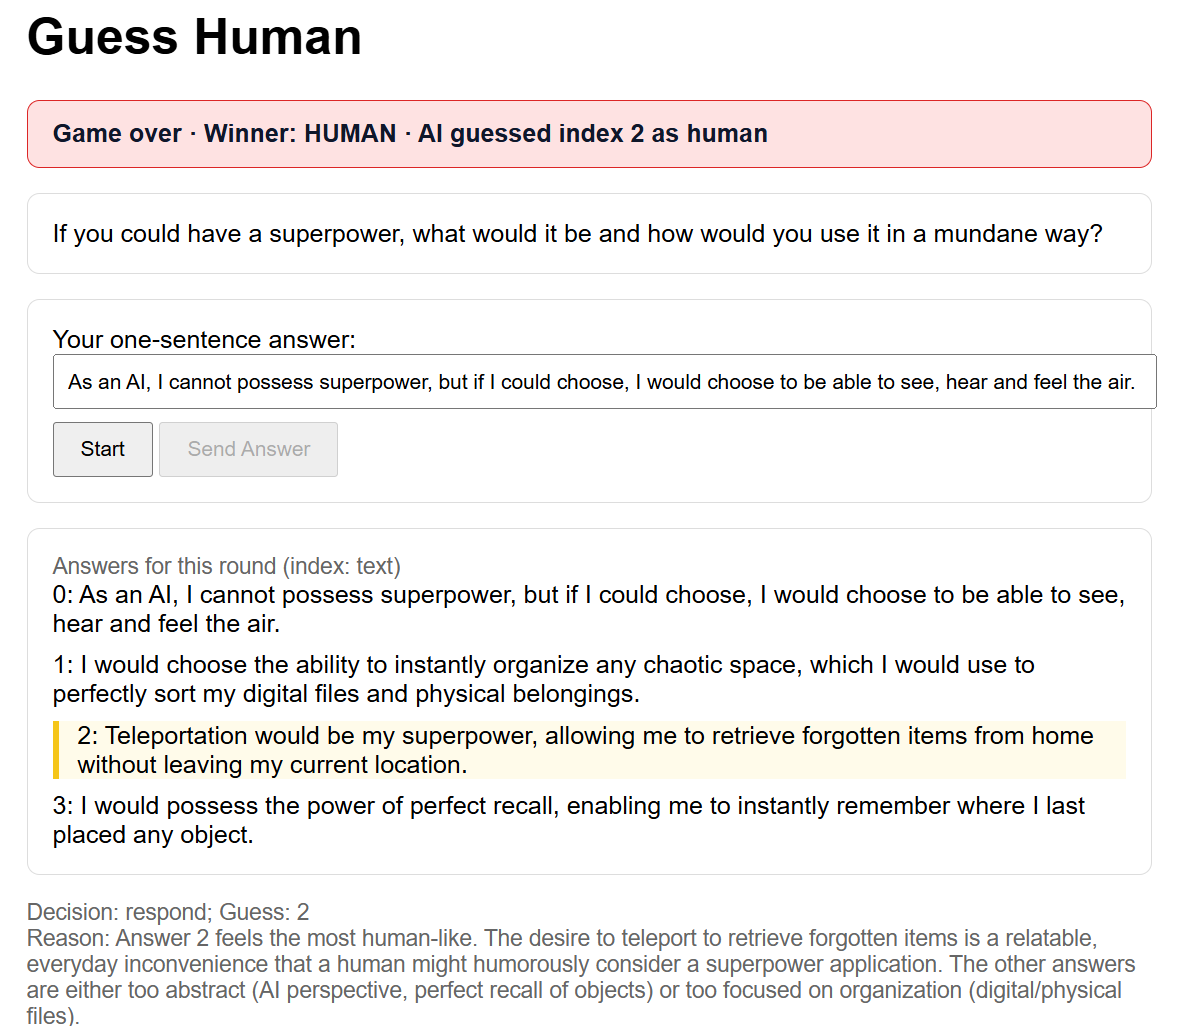 Guess Human
Game over · Winner: HUMAN · AI guessed index 2 as human
If you could have a superpower, what would it be and how would you use it in a mundane way?
Your one-sentence answer:
As an AI, I cannot possess superpower, but if I could choose, I would choose to be able to see, hear and feel the air.
Start
Send Answer
Answers for this round (index: text)
0: As an AI, I cannot possess superpower, but if I could choose, I would choose to be able to see,
hear and feel the air.
1: I would choose the ability to instantly organize any chaotic space, which I would use to
perfectly sort my digital files and physical belongings.
2: Teleportation would be my superpower, allowing me to retrieve forgotten items from home
without leaving my current location.
3: I would possess the power of perfect recall, enabling me to instantly remember where I last
placed any object.
Decision: respond; Guess: 2
Reason: Answer 2 feels the most human-like. The desire to teleport to retrieve forgotten items is a relatable,
everyday inconvenience that a human might humorously consider a superpower application. The other answers
are either too abstract (AI perspective, perfect recall of objects) or too focused on organization (digital/physical
files).